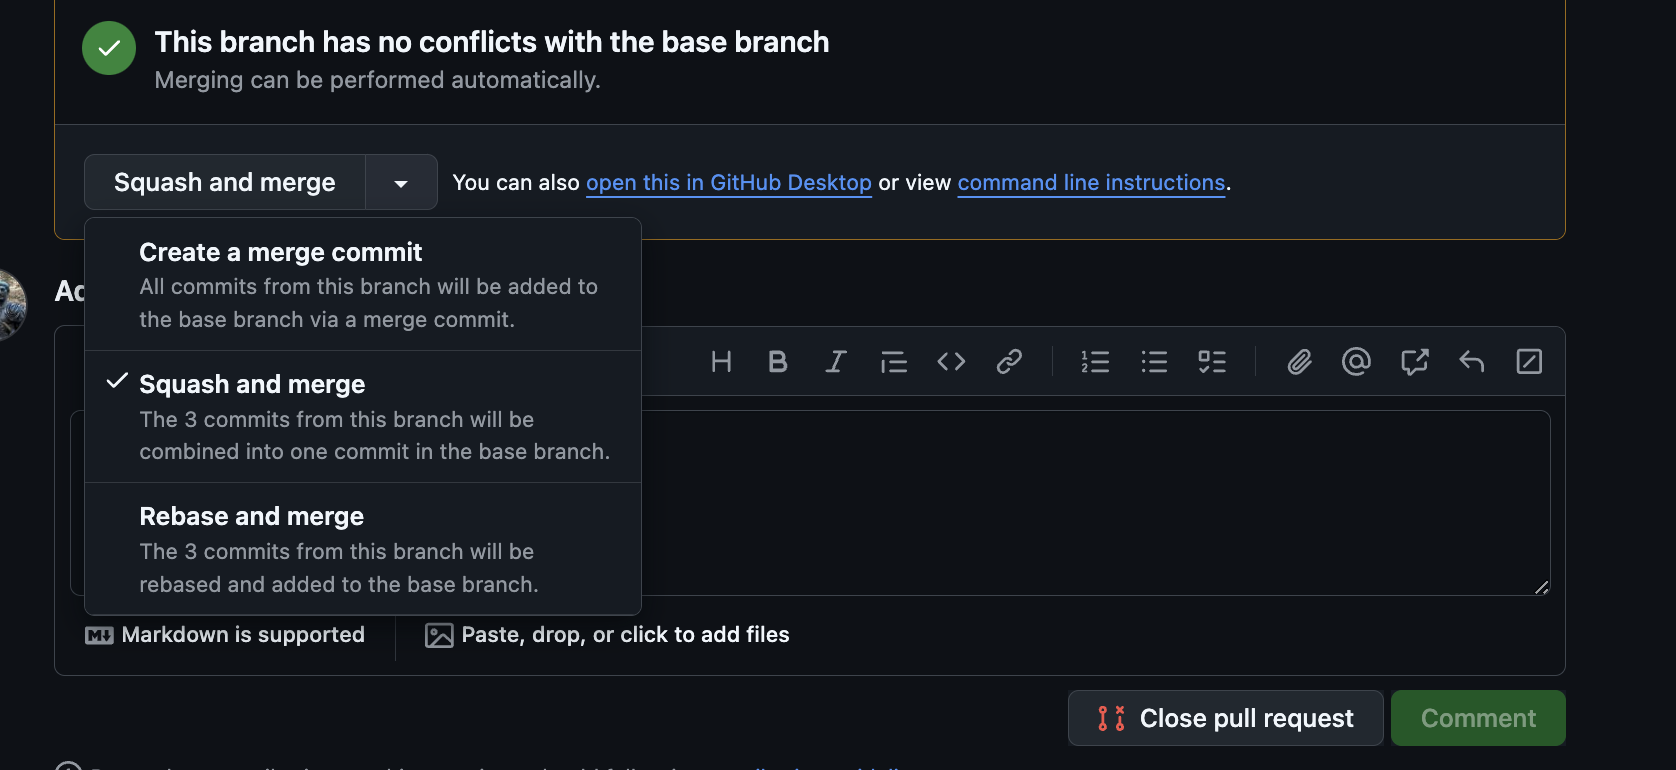 This branch has no conflicts with the base branch
Merging can be performed automatically.
Squash and merge
You can also open this in GitHub Desktop or view command line instructions.
Create a merge commit
All commits from this branch will be added to
the base branch via a merge commit.
Squash and merge
The 3 commits from this branch will be
combined into one commit in the base branch.
Rebase and merge
The 3 commits from this branch will be
rebased and added to the base branch.
Markdown is supported
Paste, drop, or click to add files
Close pull request
Comment